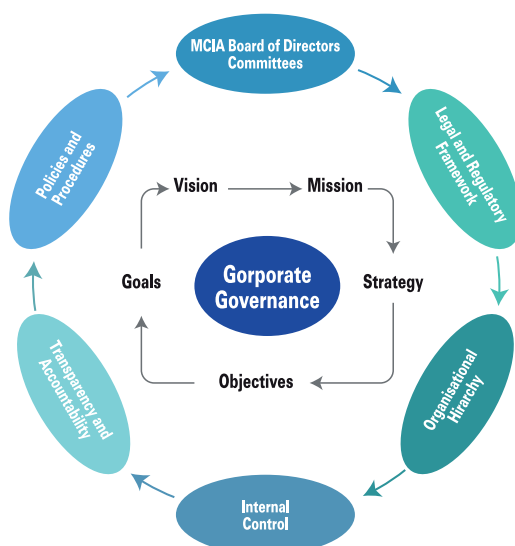 MCIA Board of Directors
Committees
Legal and Regulatory
Framework
Policies and
Procedures
Vision
Mission
Goals
Gorporate
Governance
Strategy
Objectives
Transparency and
Accountability
Organisational
Hirarchy
Internal
Control